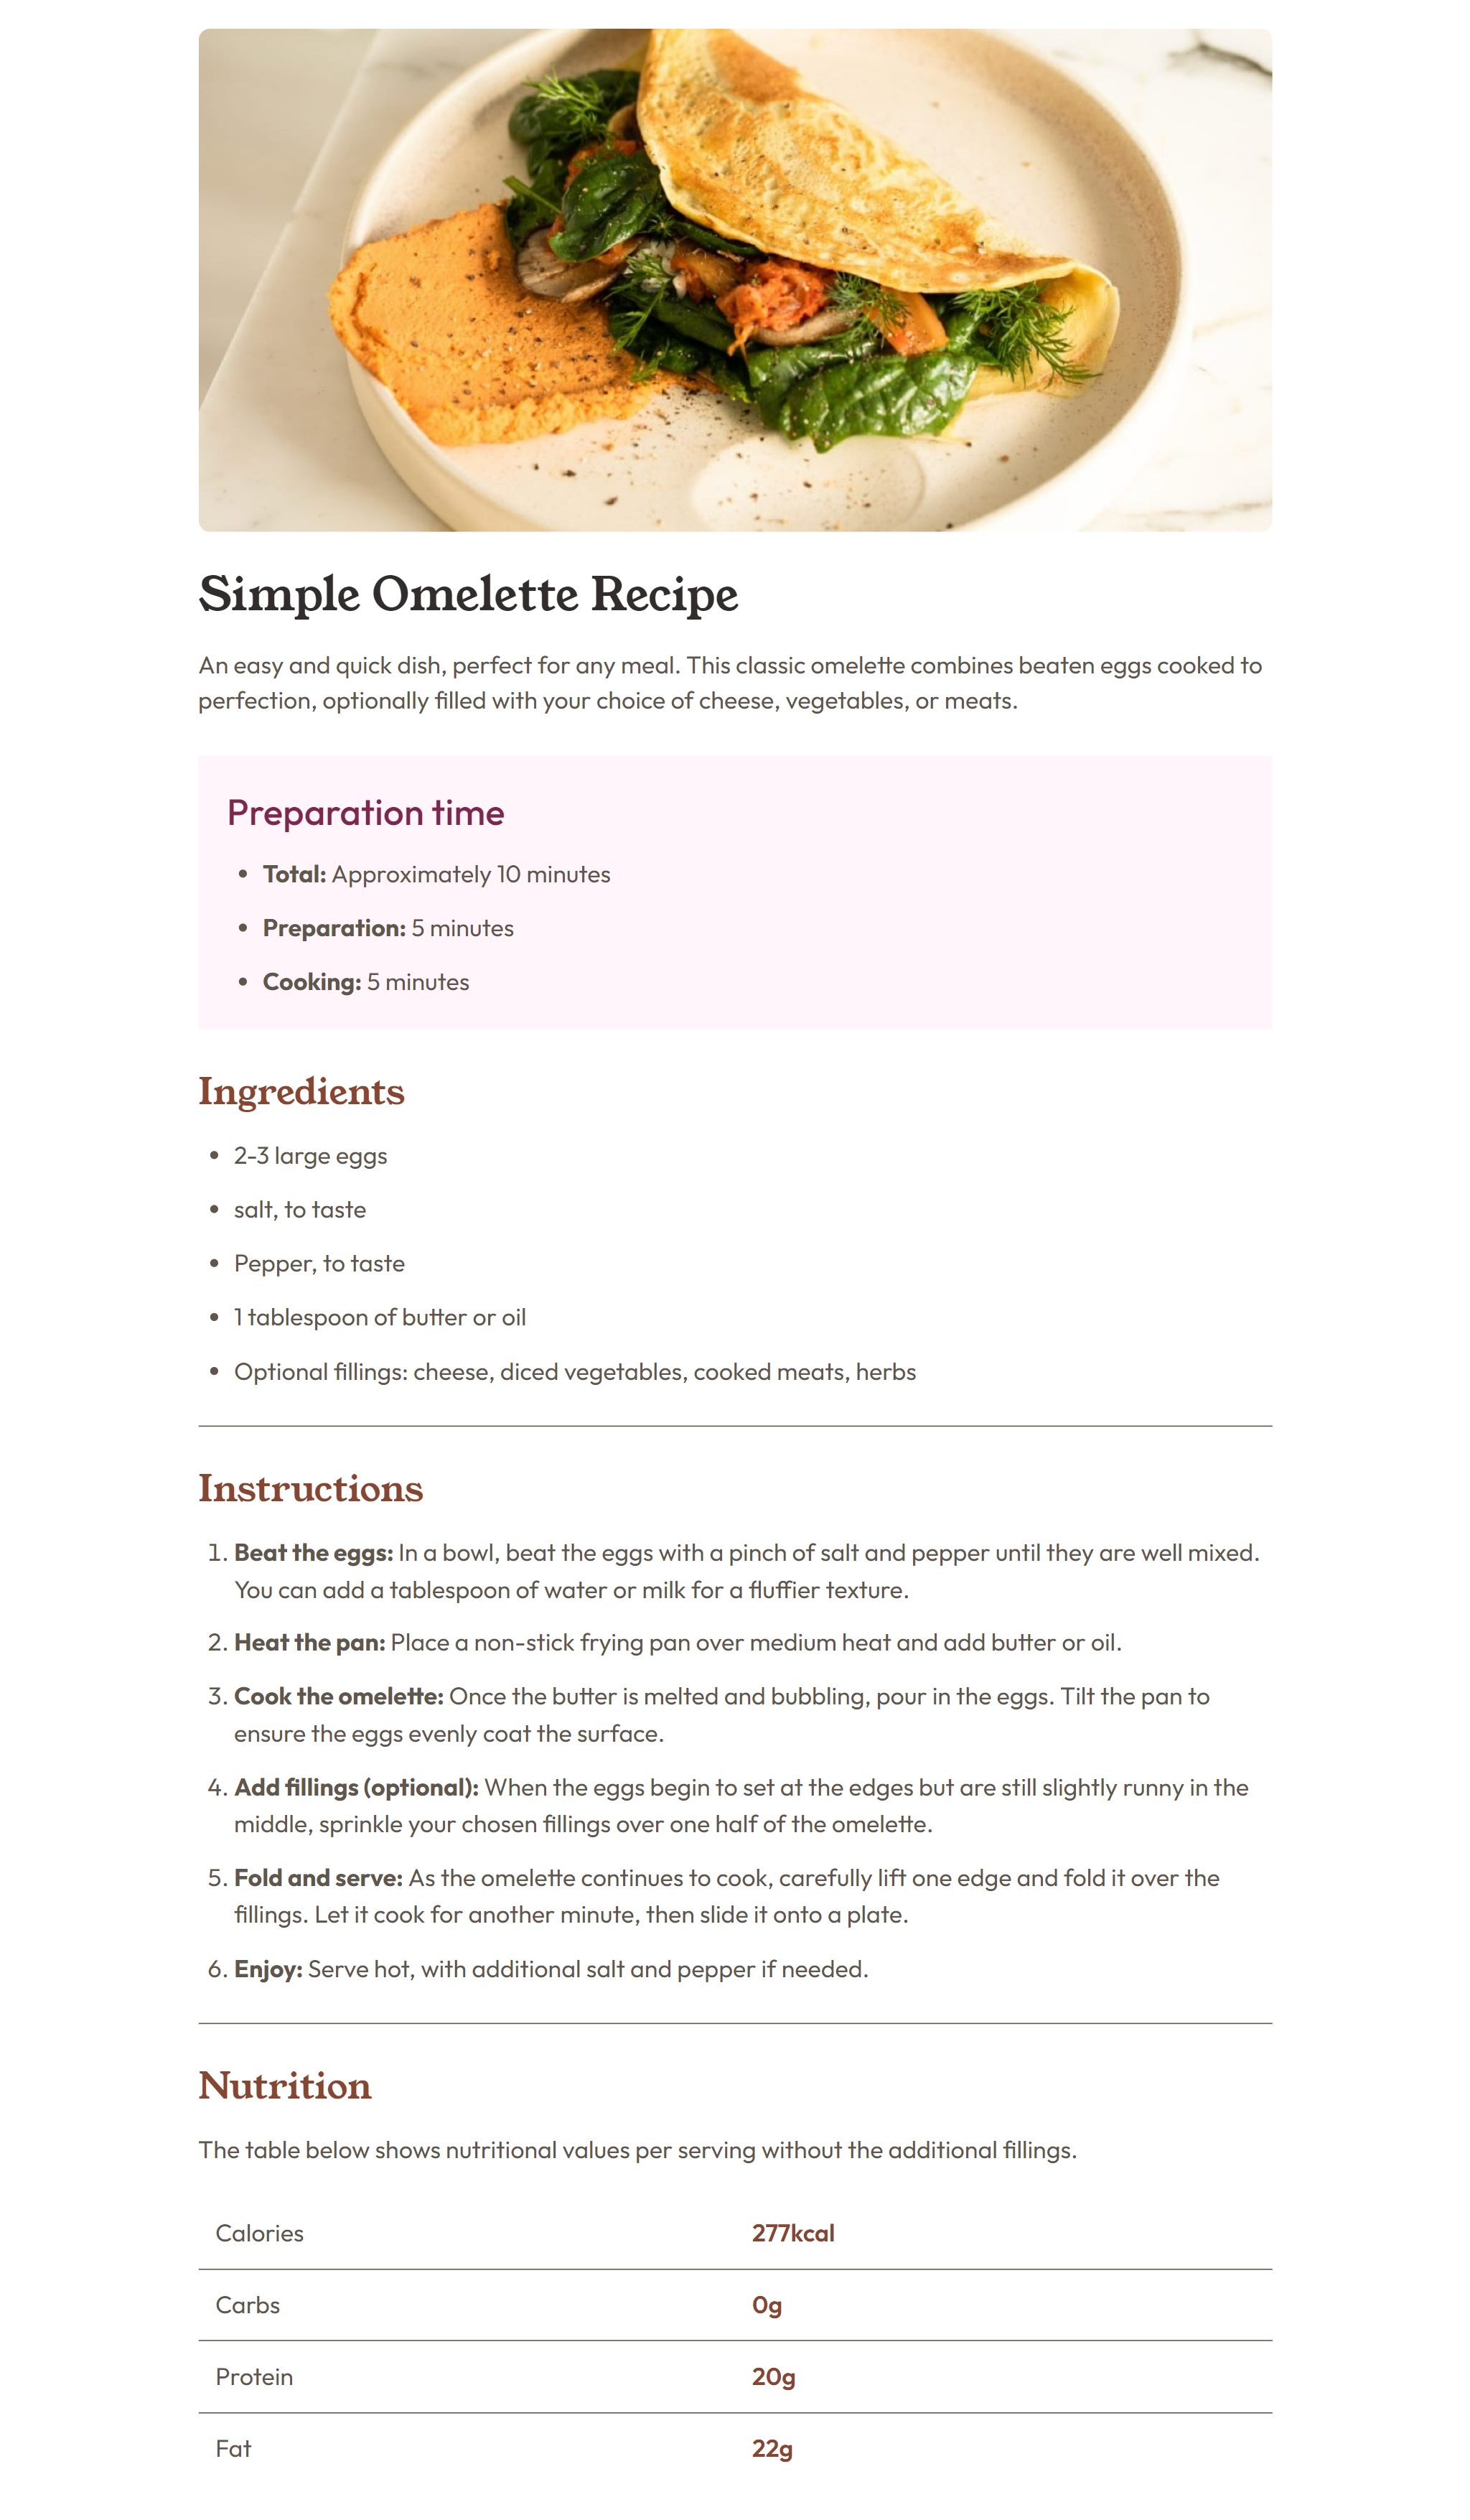 Simple Omelette Recipe
An easy and quick dish, perfect for any meal. This classic omelette combines beaten eggs cooked to
perfection, optionally filled with your choice of cheese, vegetables, or meats.
Preparation time
• Total: Approximately 10 minutes
• Preparation: 5 minutes
• Cooking: 5 minutes
Ingredients
• 2-3 large eggs
• salt, to taste
• Pepper, to taste
• 1 tablespoon of butter or oil
• Optional fillings: cheese, diced vegetables, cooked meats, herbs
Instructions
1. Beat the eggs: In a bowl, beat the eggs with a pinch of salt and pepper until they are well mixed.
You can add a tablespoon of water or milk for a fluffier texture.
2. Heat the pan: Place a non-stick frying pan over medium heat and add butter or oil.
3. Cook the omelette: Once the butter is melted and bubbling, pour in the eggs. Tilt the pan to
ensure the eggs evenly coat the surface.
4. Add fillings (optional): When the eggs begin to set at the edges but are still slightly runny in the
middle, sprinkle your chosen fillings over one half of the omelette.
5. Fold and serve: As the omelette continues to cook, carefully lift one edge and fold it over the
fillings. Let it cook for another minute, then slide it onto a plate.
6. Enjoy: Serve hot, with additional salt and pepper if needed.
Nutrition
The table below shows nutritional values per serving without the additional fillings.
Calories 277kcal
Carbs 0g
Protein 20g
Fat 22g